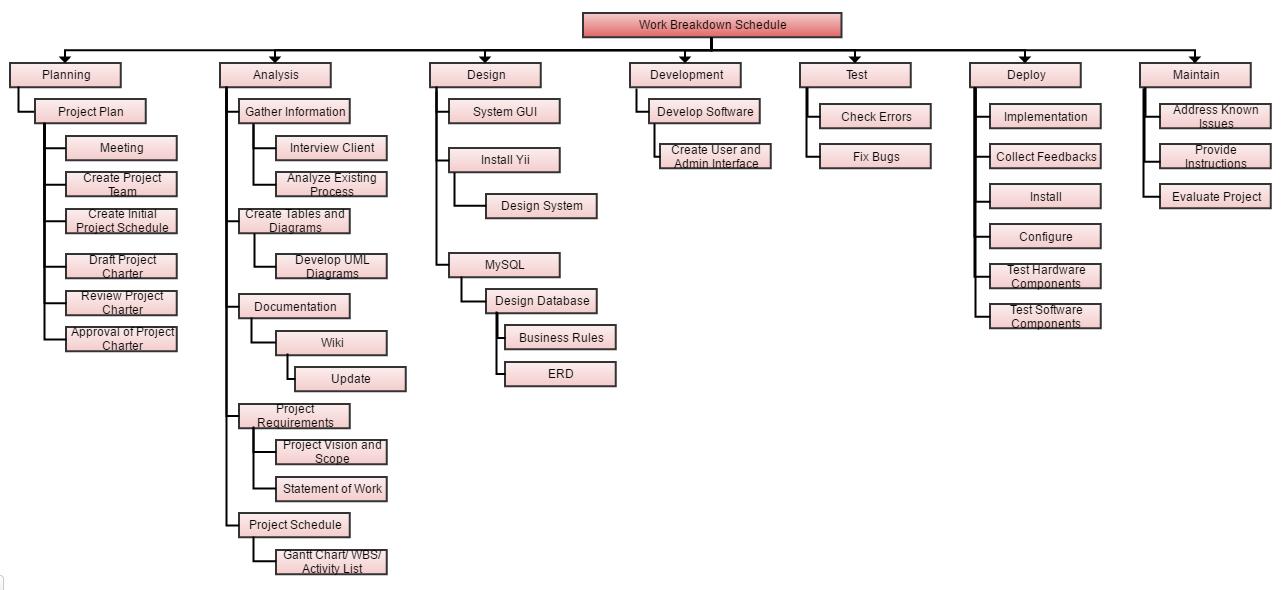 Work Breakdown Schedule
Planning
Project Plan
Meeting
Create Project
Team
Create Initial
Project Schedule
Draft Project
Charter
Review Project
Charter
Approval of Project
Charter
Analysis
Gather Information
Interview Client
Analyze Existing
Process
Create Tables and
Diagrams
Develop UML
Diagrams
Documentation
Wiki
Update
Project
Requirements
Project Vision and
Scope
Statement of Work
Project Schedule
Gantt Chart/ WBS/
Activity List
Design
System GUI
Install Yii
Design System
MySQL
Design Database
Business Rules
ERD
Development
Develop Software
Create User and
Admin Interface
Test
Check Errors
Fix Bugs
Deploy
Implementation
Collect Feedbacks
Install
Configure
Test Hardware
Components
Test Software
Components
Maintain
Address Known
Issues
Provide
Instructions
Evaluate Project